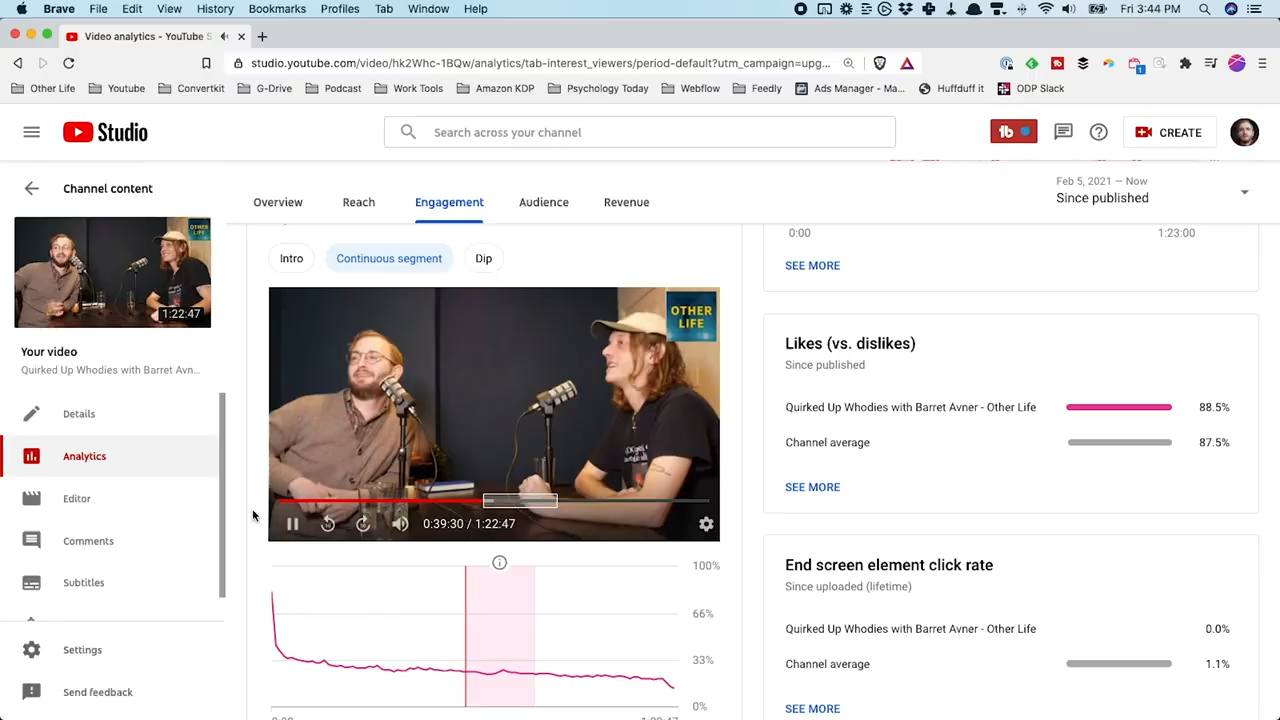 Brave File Edit View History Bookmarks Profiles Tab Window Help Fri 3:44 PM
Video analytics - YouTube S
studio.youtube.com/video/hk2Whc-1BQw/analytics/tab-interest_viewers/period-default?utm_campaign=upg...
Other Life Youtube Convertkit G-Drive Podcast Work Tools Amazon KDP Psychology Today Webflow Feedly Ads Manager - Ma... Huffduff it ODP Slack
Studio Search across your channel CREATE
Channel content
Overview Reach Engagement Audience Revenue
Feb 5, 2021 — Now
Since published
OTHER
LIFE
1:22:47
Your video
Quirked Up Whodies with Barret Avn...
Details
Analytics
Editor
Comments
Subtitles
Settings
Send feedback
Intro Continuous segment Dip
OTHER
LIFE
0:39:30 / 1:22:47
100%
66%
33%
0%
0:00 1:22:47
0:00 1:23:00
SEE MORE
Likes (vs. dislikes)
Since published
Quirked Up Whodies with Barret Avner - Other Life 88.5%
Channel average 87.5%
SEE MORE
End screen element click rate
Since uploaded (lifetime)
Quirked Up Whodies with Barret Avner - Other Life 0.0%
Channel average 1.1%
SEE MORE